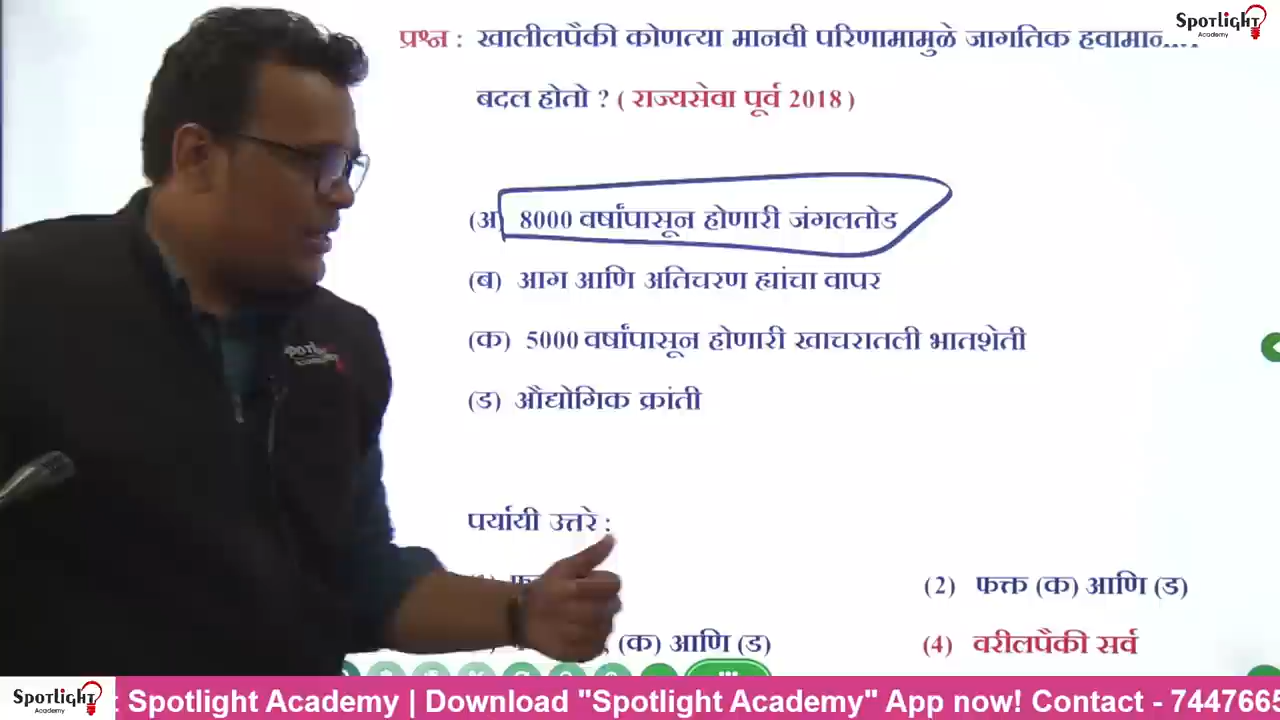 Spotlight
Academy
प्रश्न : खालीलपैकी कोणत्या मानवी परिणामामुळे जागतिक
बदल होतो ? ( राज्यसेवा पूर्व 2018 )
(अ) 8000 वर्षांपासून होणारी जंगलतोड
(ब) आग आणि अतिचरण ह्यांचा वापर
(क) 5000 वर्षांपासून होणारी खाचरातली भातशेती
(ड) औद्योगिक क्रांती
Spotlight
पर्यायी उत्तरे :
(2) फक्त (क) आणि (ड)
(क) आणि (ड)
(4) वरीलपैकी सर्व
Spotlight
Academy
Spotlight Academy | Download "Spotlight Academy" App now! Contact - 7447665